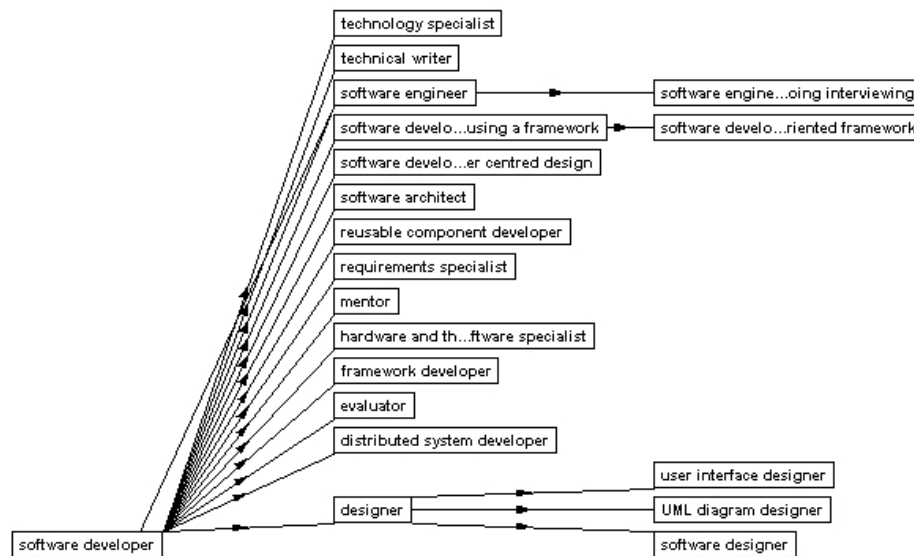 technology specialist
technical writer
software engineer
software engine...oing interviewing
software develo...using a framework
software develo...riented framework
software develo...er centred design
software architect
reusable component developer
requirements specialist
mentor
hardware and th...ftware specialist
framework developer
evaluator
distributed system developer
user interface designer
designer
UML diagram designer
software developer
software designer